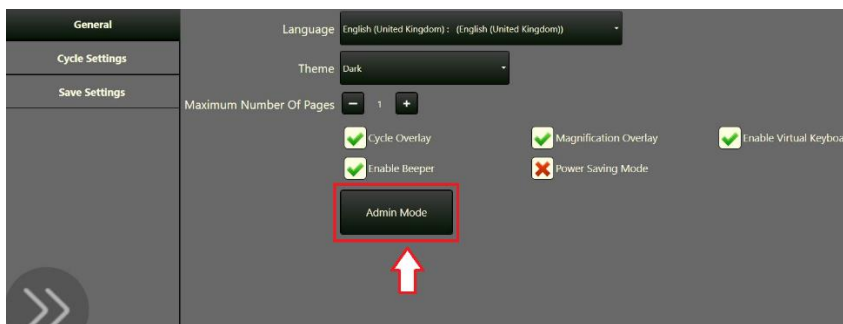 General
Cycle Settings
Save Settings
Language English (United Kingdom) : (English (United Kingdom))
Theme Dark
Maximum Number Of Pages 1
Cycle Overlay Magnification Overlay Enable Virtual
Enable Beeper Power Saving Mode
Admin Mode